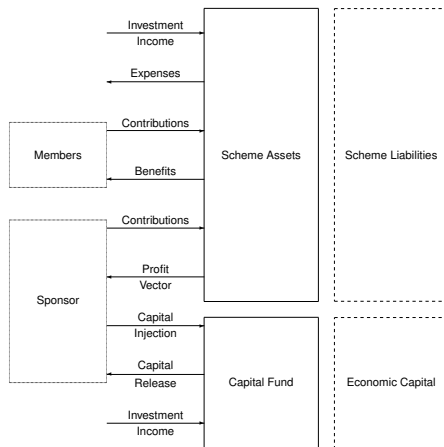 Investment
Income
Expenses
Contributions
Members
Scheme Assets
Scheme Liabilities
Benefits
Contributions
Profit
Vector
Sponsor
Capital
Injection
Capital
Release
Capital Fund
Economic Capital
Investment
Income